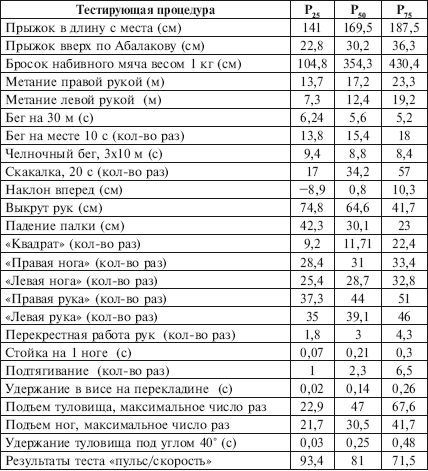 Тестирующая процедура P25 P50 P75
Прыжок в длину с места (см) 141 169,5 187,5
Прыжок вверх по Абалакову (см) 22,8 30,2 36,3
Бросок набивного мяча весом 1 кг (см) 104,8 354,3 430,4
Метание правой рукой (м) 13,7 17,2 23,3
Метание левой рукой (м) 7,3 12,4 19,2
Бег на 30 м (с) 6,24 5,6 5,2
Бег на месте 10 с (кол-во раз) 13,8 15,4 18
Челночный бег, 3х10 м (с) 9,4 8,8 8,4
Скакалка, 20 с (кол-во раз) 17 34,2 57
Наклон вперед (см) −8,9 0,8 10,3
Выкрут рук (см) 74,8 64,6 41,7
Падение палки (см) 42,3 30,1 23
«Квадрат» (кол-во раз) 9,2 11,71 22,4
«Правая нога» (кол-во раз) 28,4 31 33,4
«Левая нога» (кол-во раз) 25,4 28,7 32,8
«Правая рука» (кол-во раз) 37,3 44 51
«Левая рука» (кол-во раз) 35 39,1 46
Перекрестная работа рук (кол-во раз) 1,8 3 4,3
Стойка на 1 ноге (с) 0,07 0,21 0,3
Подтягивание (кол-во раз) 1 2,3 6,5
Удержание в висе на перекладине (с) 0,02 0,14 0,26
Подъем туловища, максимальное число раз 22,9 47 67,6
Подъем ног, максимальное число раз 21,7 30,5 41,7
Удержание туловища под углом 40˚ (с) 0,03 0,25 0,48
Результаты теста «пульс/скорость» 93,4 81 71,5